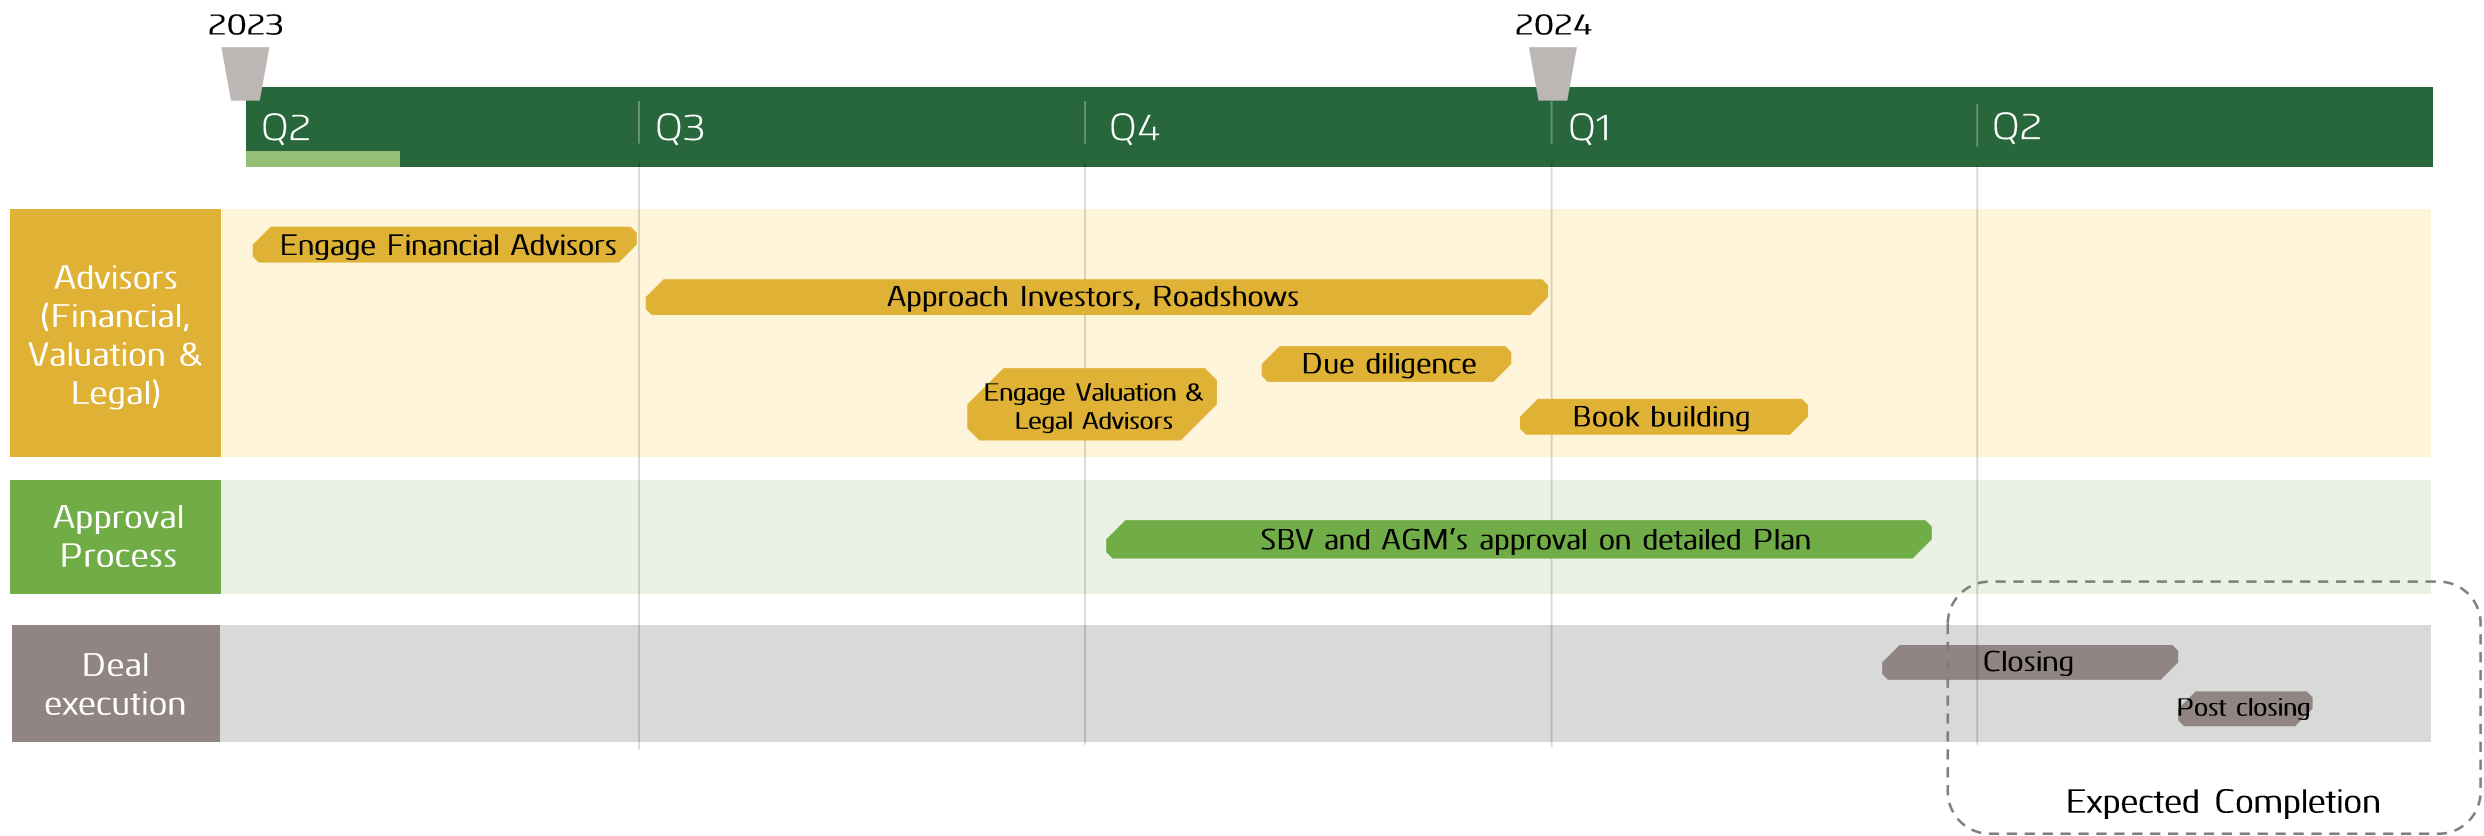 2023
2024
Q2
Q3
Q4
Q1
Q2
Advisors
(Financial,
Valuation &
Legal)
Engage Financial Advisors
Approach Investors, Roadshows
Due diligence
Engage Valuation &
Legal Advisors
Book building
Approval
Process
SBV and AGM's approval on detailed Plan
Deal
execution
Closing
Post closing
Expected Completion